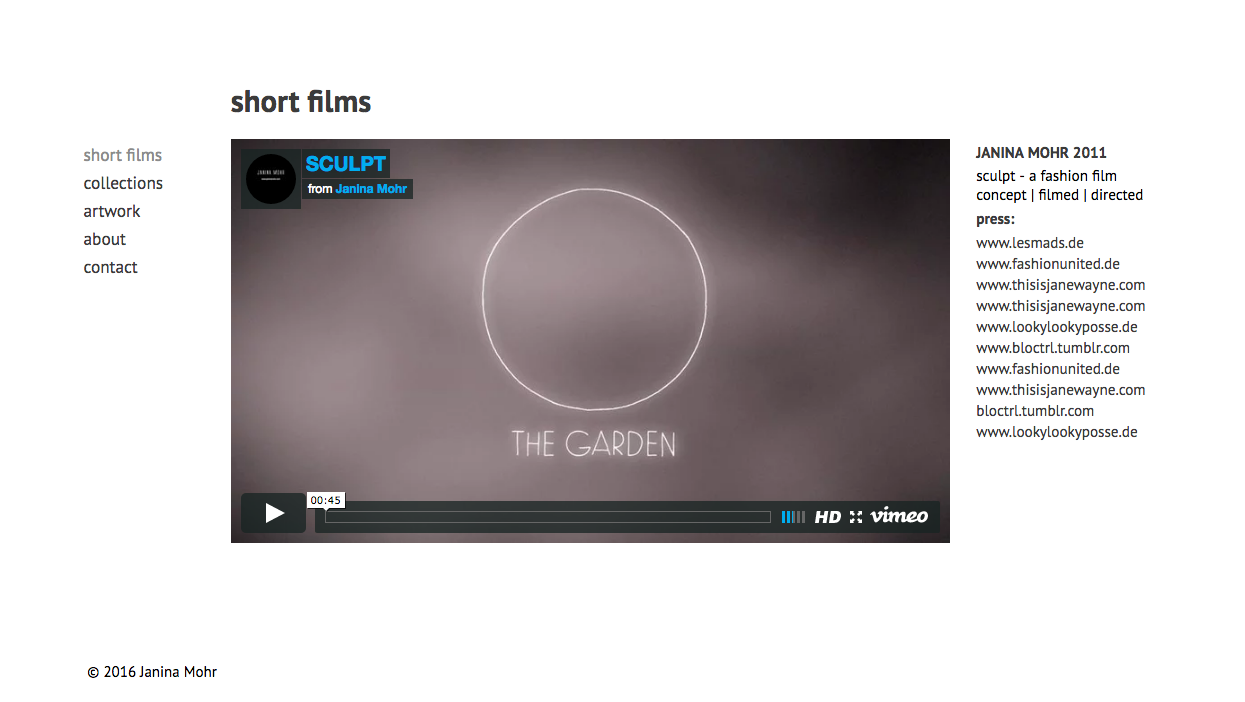 short films
short films
collections
artwork
about
contact
JANINA MOHR
SCULPT
from Janina Mohr
THE GARDEN
00:45
HD
vimeo
JANINA MOHR 2011
sculpt - a fashion film
concept | filmed | directed
press:
www.lesmads.de
www.fashionunited.de
www.thisisjanewayne.com
www.thisisjanewayne.com
www.lookylookyposse.de
www.bloctrl.tumblr.com
www.fashionunited.de
www.thisisjanewayne.com
bloctrl.tumblr.com
www.lookylookyposse.de
© 2016 Janina Mohr